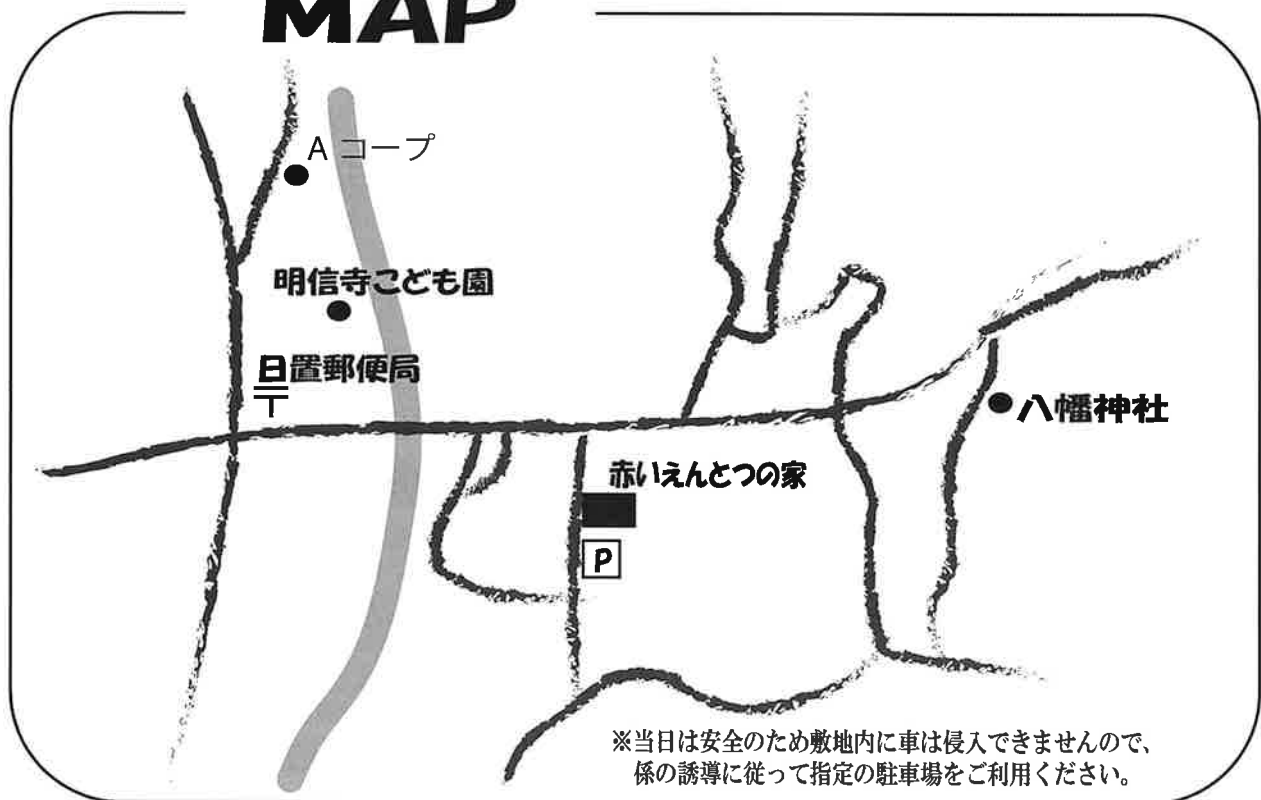 MAP
A コープ
明信寺こども園
日置郵便局
〒
八幡神社
赤いえんとつの家
P
※当日は安全のため敷地内に車は侵入できませんので、
係の誘導に従って指定の駐車場をご利用ください。